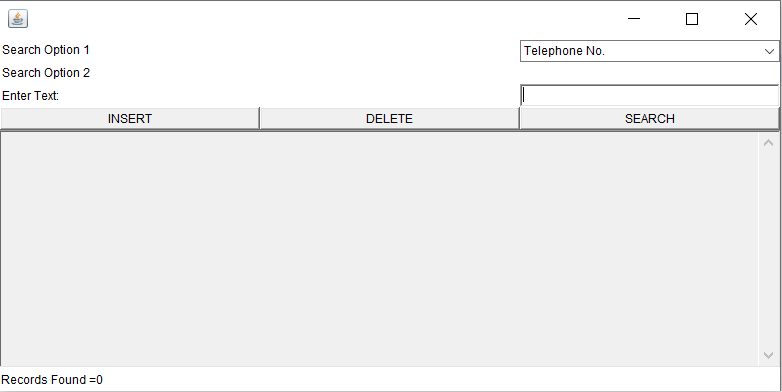 Search Option 1
Telephone No.
Search Option 2
Enter Text:
INSERT DELETE SEARCH
Records Found =0